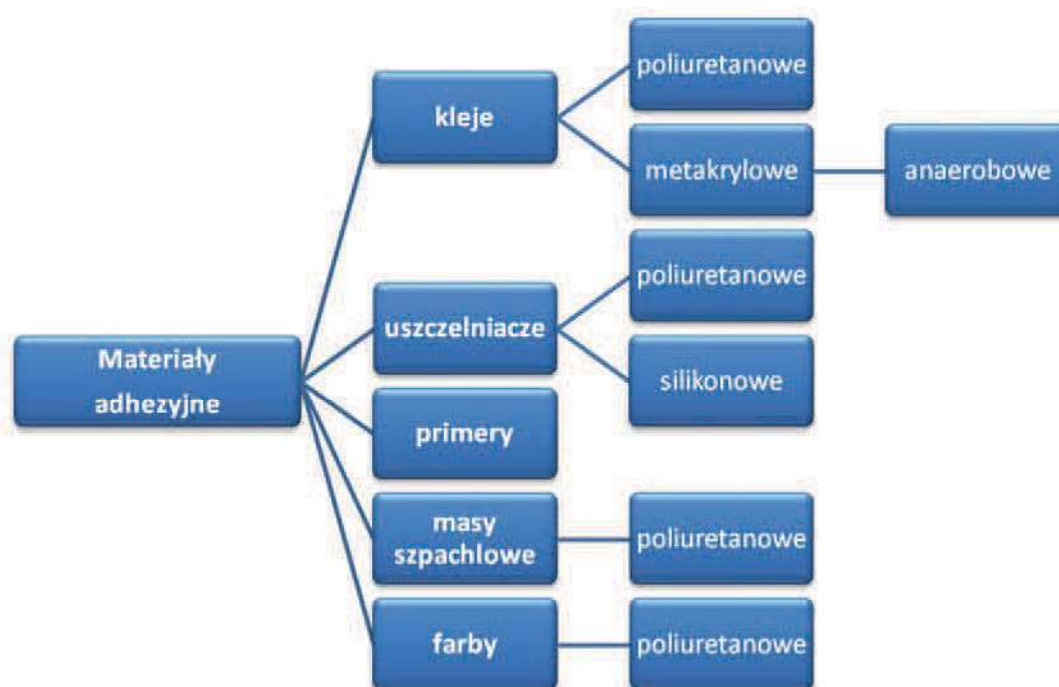 Materiały
adhezyjne
kleje
poliuretanowe
metakrylowe
anaerobowe
uszczelniacze
poliuretanowe
silikonowe
primery
masy
szpachlowe
poliuretanowe
farby
poliuretanowe